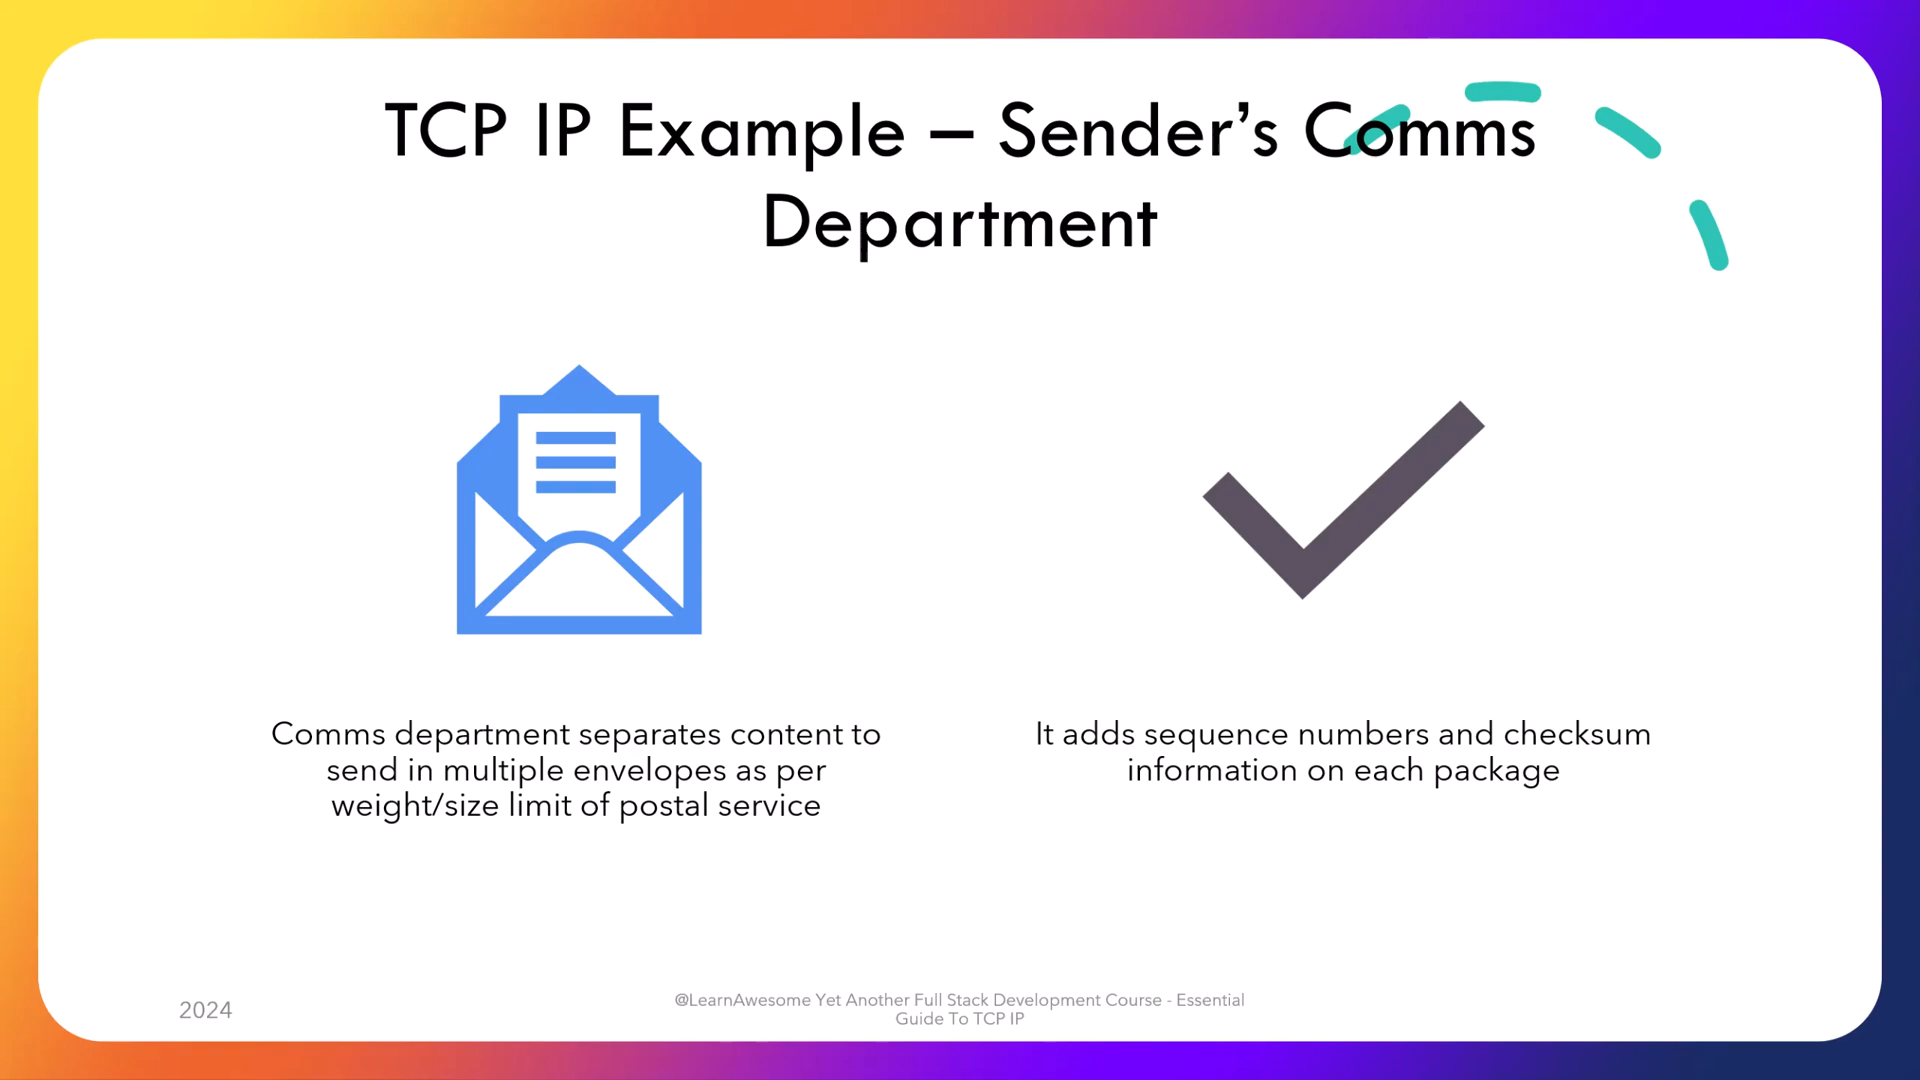 TCP IP Example – Sender’s Comms
Department
Comms department separates content to
send in multiple envelopes as per
weight/size limit of postal service
It adds sequence numbers and checksum
information on each package
2024
@LearnAwesome Yet Another Full Stack Development Course - Essential
Guide To TCP IP